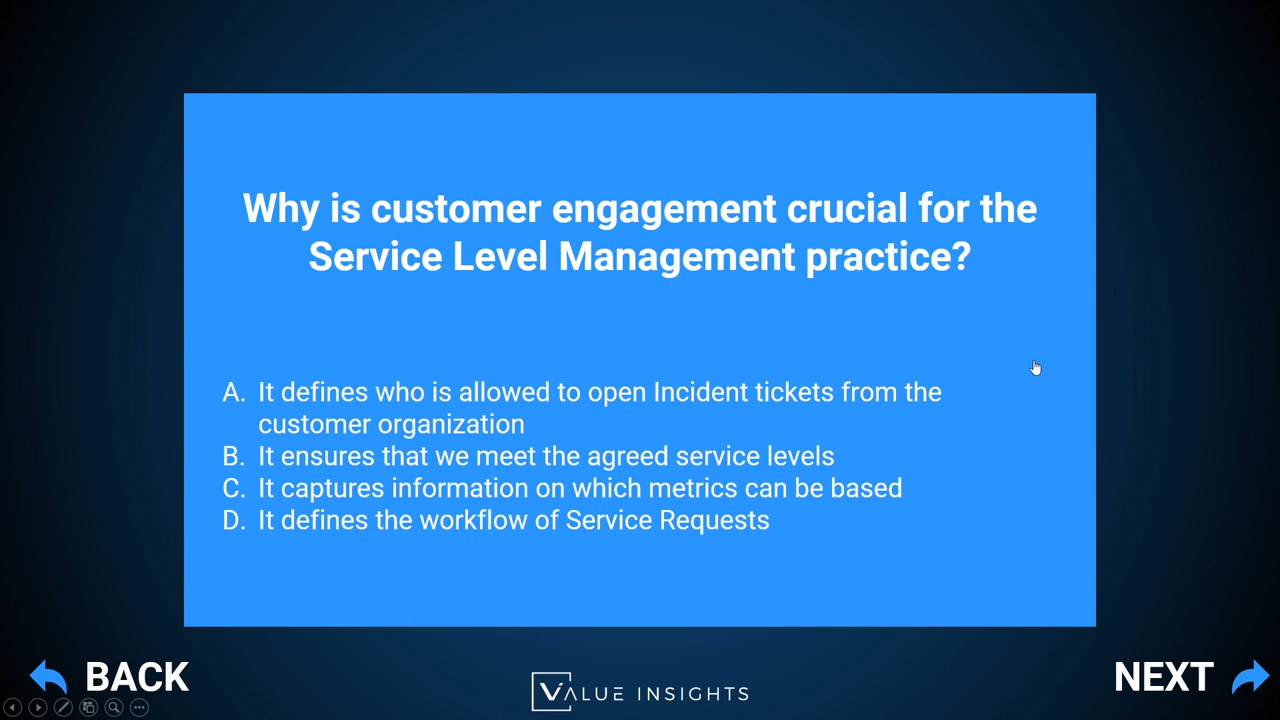 Why is customer engagement crucial for the
Service Level Management practice?
A. It defines who is allowed to open Incident tickets from the
customer organization
B. It ensures that we meet the agreed service levels
C. It captures information on which metrics can be based
D. It defines the workflow of Service Requests
BACK
VALUE INSIGHTS
NEXT